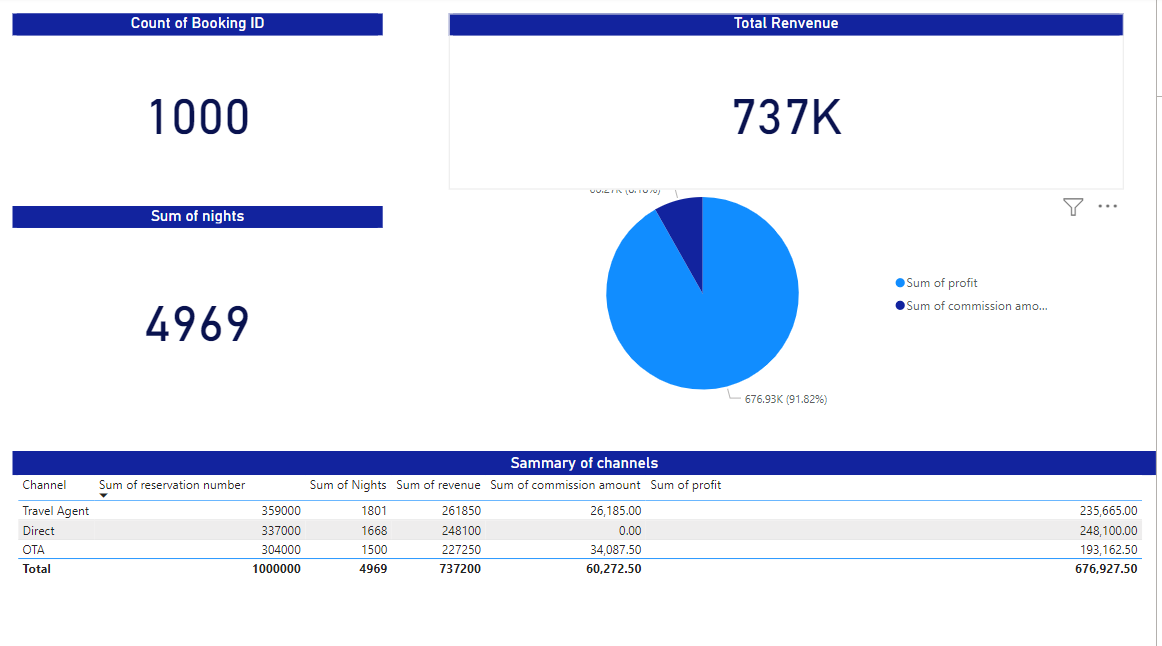 Count of Booking ID
Total Renvenue
1000
737K
Sum of nights
4969
Sum of profit
Sum of commission amo...
676.93K (91.82%)
Sammary of channels
Channel Sum of reservation number Sum of Nights Sum of revenue Sum of commission amount Sum of profit
Travel Agent 359000 1801 261850 26,185.00 235,665.00
Direct 337000 1668 248100 0.00 248,100.00
OTA 304000 1500 227250 34,087.50 193,162.50
Total 1000000 4969 737200 60,272.50 676,927.50